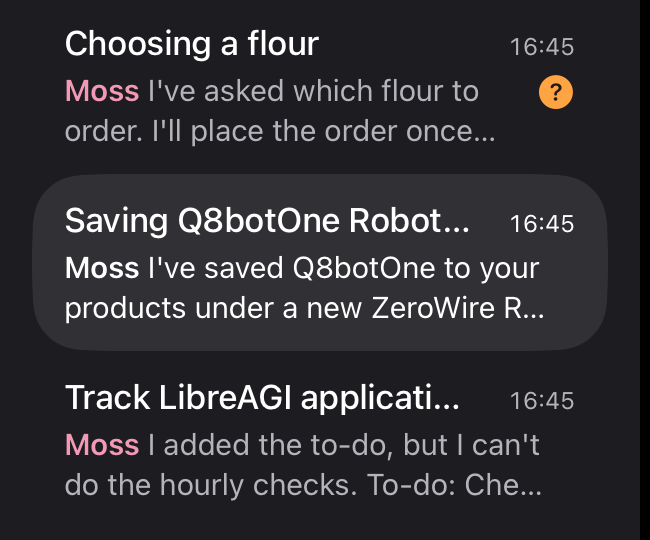 Choosing a flour 16:45
Moss I've asked which flour to
?
order. I'll place the order once...
Saving Q8botOne Robot... 16:45
Moss I've saved Q8botOne to your
products under a new ZeroWire R...
Track LibreAGI applicati... 16:45
Moss I added the to-do, but I can't
do the hourly checks. To-do: Che...